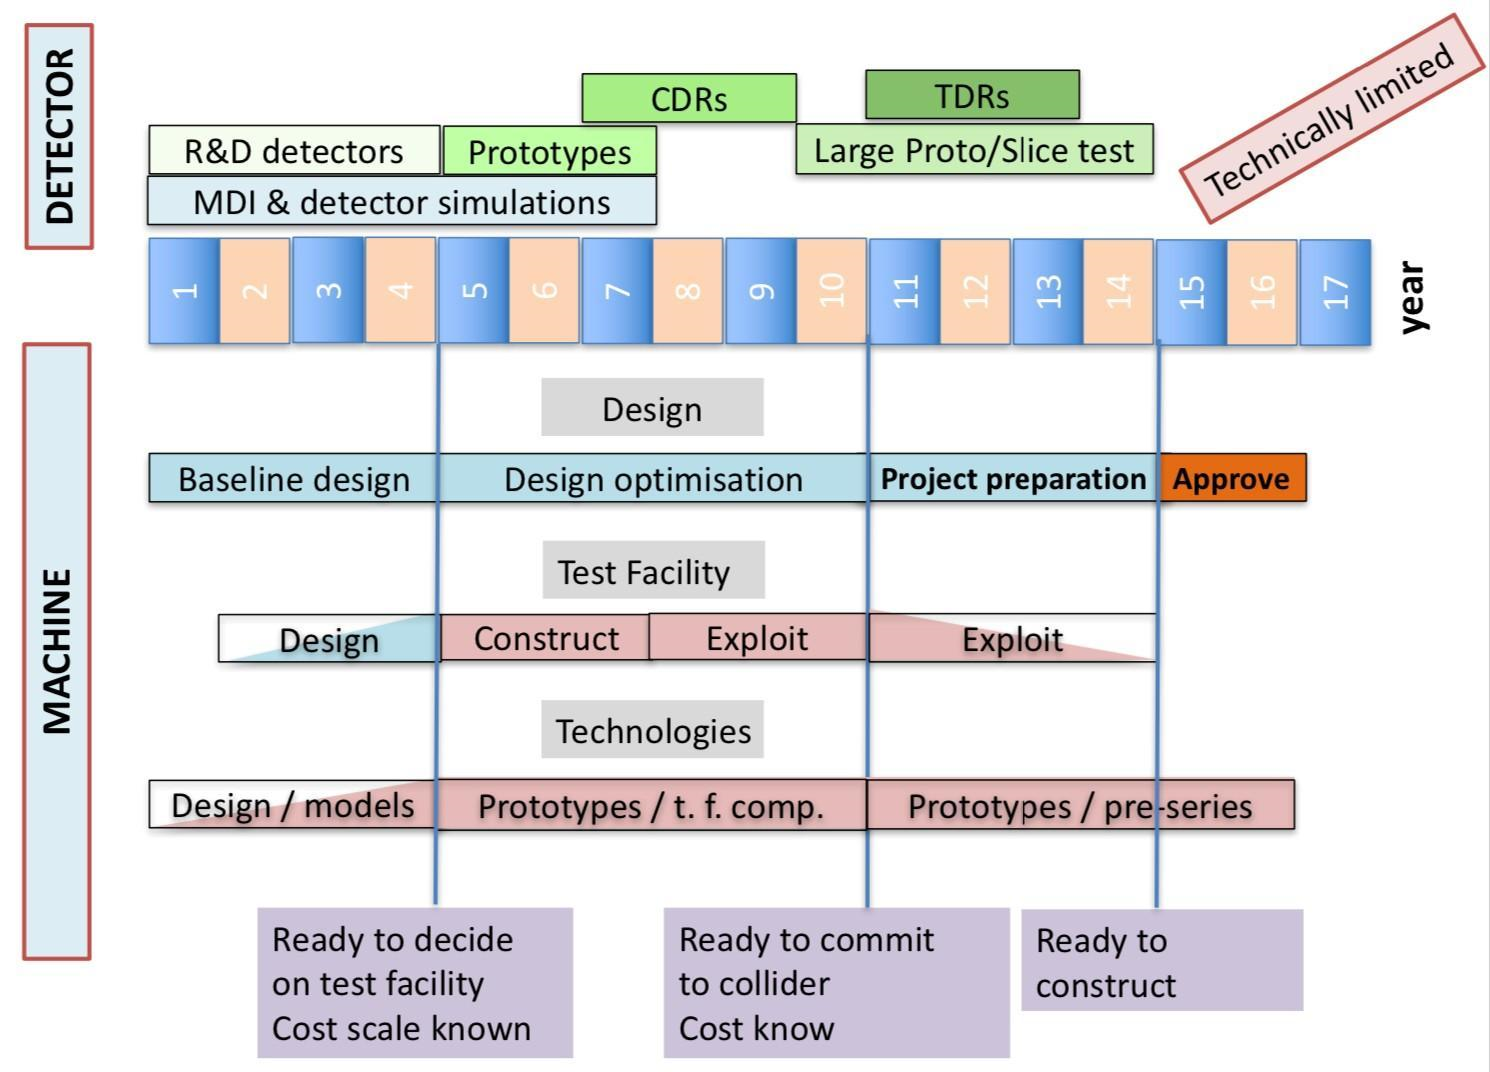 DETECTOR
CDRs
TDRs
Technically limited
R&D detectors
Prototypes
Large Proto/Slice test
MDI & detector simulations
1 2 3 4 5 6 7 8 9 10 11 12 13 14 15 16 17
year
MACHINE
Design
Baseline design
Design optimisation
Project preparation
Approve
Test Facility
Design
Construct
Exploit
Exploit
Technologies
Design / models
Prototypes / t. f. comp.
Prototypes / pre-series
Ready to decide
on test facility
Cost scale known
Ready to commit
to collider
Cost know
Ready to
construct